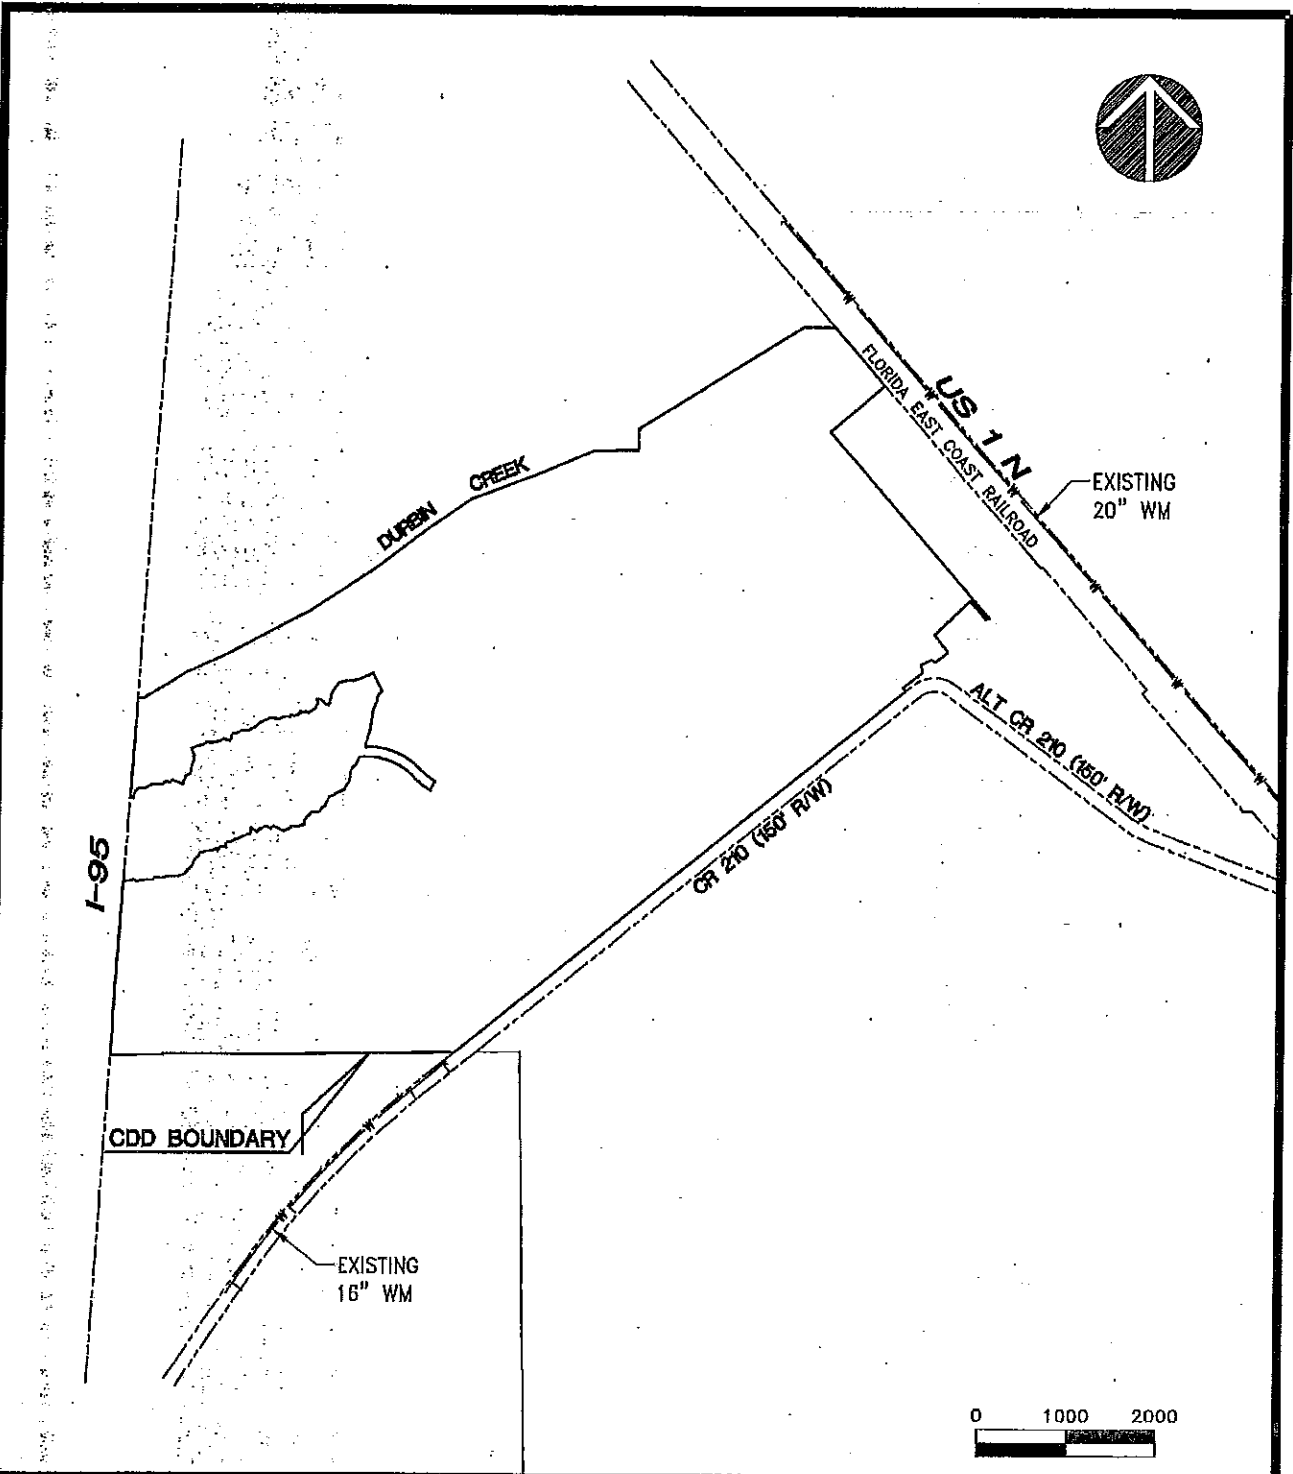 FLORIDA EAST COAST RAILROAD
US 1 N
EXISTING
20" WM
DURBIN CREEK
ALT CR 210 (150' R/W)
CR 210 (150' R/W)
I-95
CDD BOUNDARY
EXISTING
16" WM
0 1000 2000
W
W
W
W
W
W
W
W